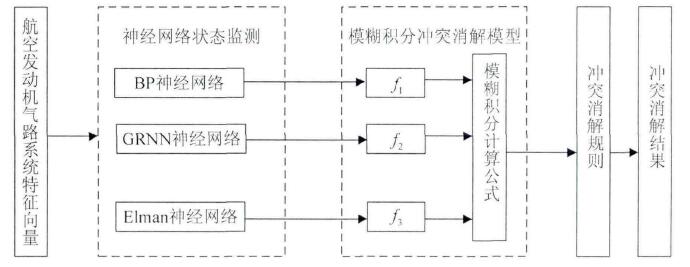 航空发动机气路系统特征向量
神经网络状态监测
BP神经网络
GRNN神经网络
Elman神经网络
模糊积分冲突消解模型
f₁
f₂
f₃
模糊积分计算公式
冲突消解规则
冲突消解结果